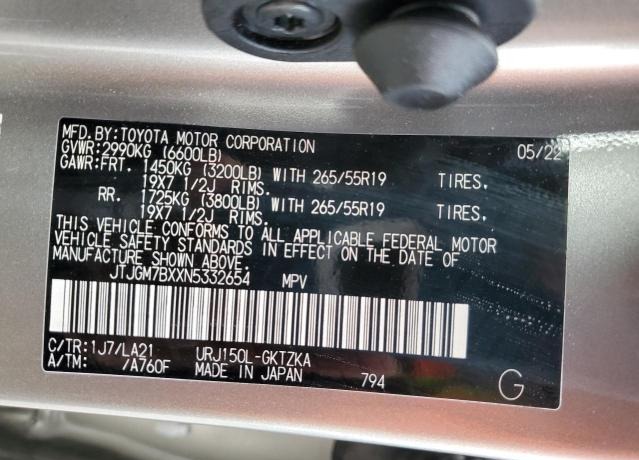 MFD.BY:TOYOTA MOTOR CORPORATION 05/22
GVWR:2990KG (6600LB)
GAWR:FRT. 1450KG (3200LB) WITH 265/55R19 TIRES.
19X7 1/2J RIMS.
RR. 1725KG (3800LB) WITH 265/55R19 TIRES.
19X7 1/2J RIMS.
THIS VEHICLE CONFORMS TO ALL APPLICABLE FEDERAL MOTOR
VEHICLE SAFETY STANDARDS IN EFFECT ON THE DATE OF
MANUFACTURE SHOWN ABOVE.
JTJGM7BXXN5332654 MPV
C/TR:1J7/LA21 URJ150L-GKTZKA
A/TM: /A760F MADE IN JAPAN 794 G